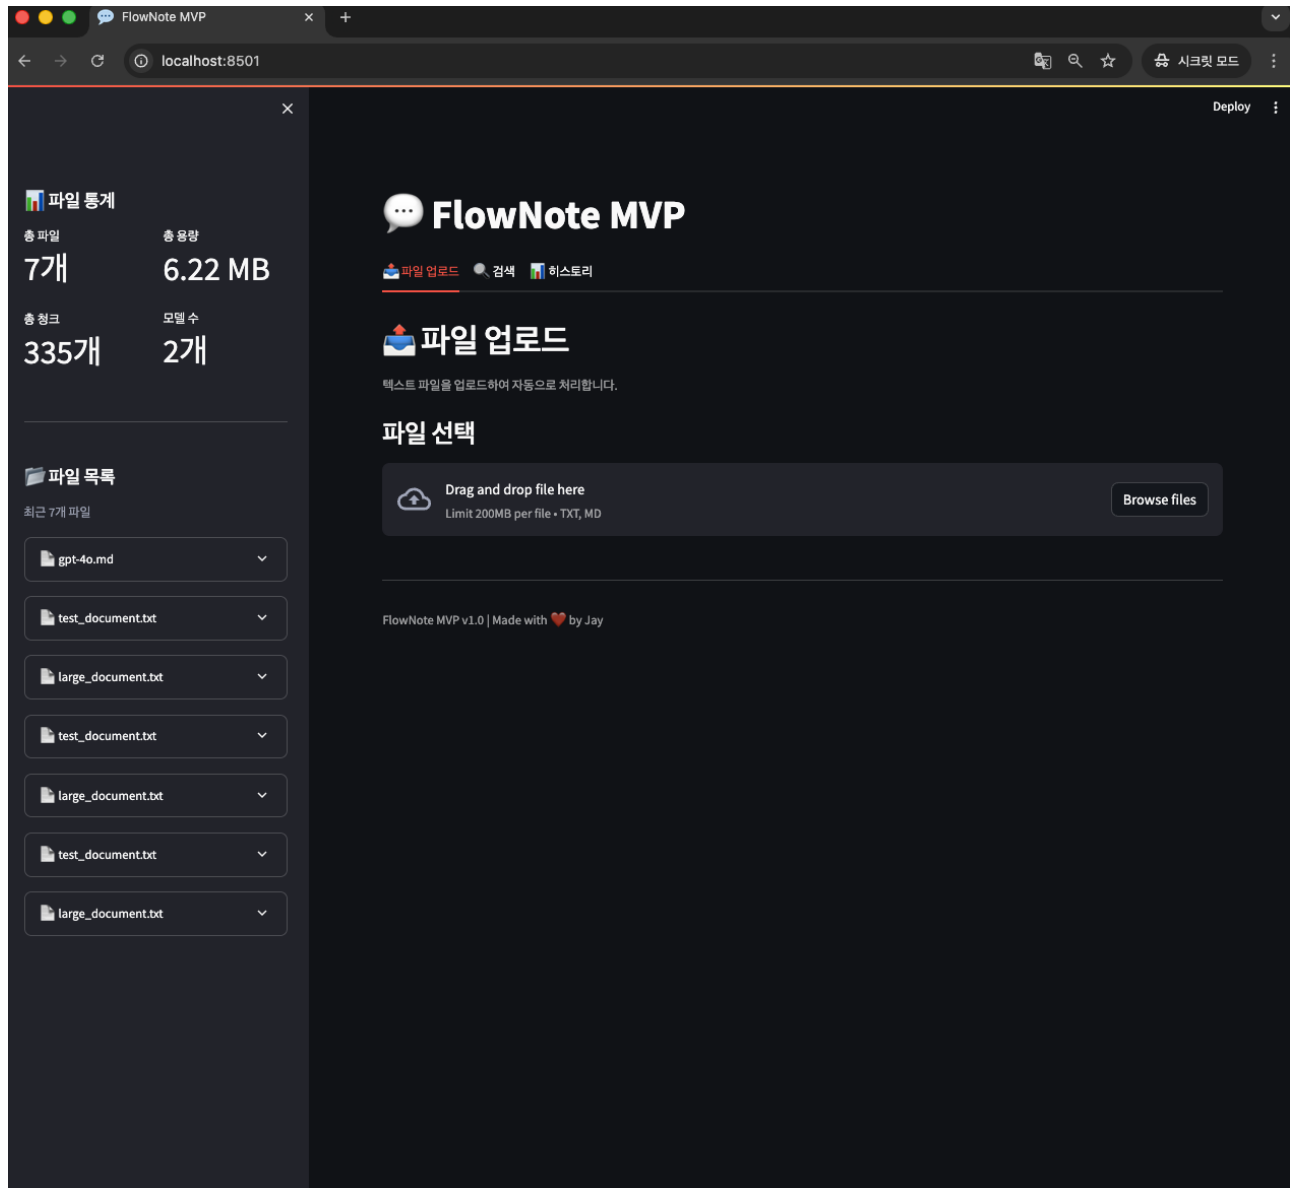 FlowNote MVP
localhost:8501
시크릿 모드
Deploy
파일 통계
총 파일
총 용량
7개
6.22 MB
총 청크
모델 수
335개
2개
파일 목록
최근 7개 파일
gpt-4o.md
test_document.txt
large_document.txt
test_document.txt
large_document.txt
test_document.txt
large_document.txt
FlowNote MVP
파일 업로드
검색
히스토리
파일 업로드
텍스트 파일을 업로드하여 자동으로 처리합니다.
파일 선택
Drag and drop file here
Limit 200MB per file • TXT, MD
Browse files
FlowNote MVP v1.0 | Made with ❤️ by Jay